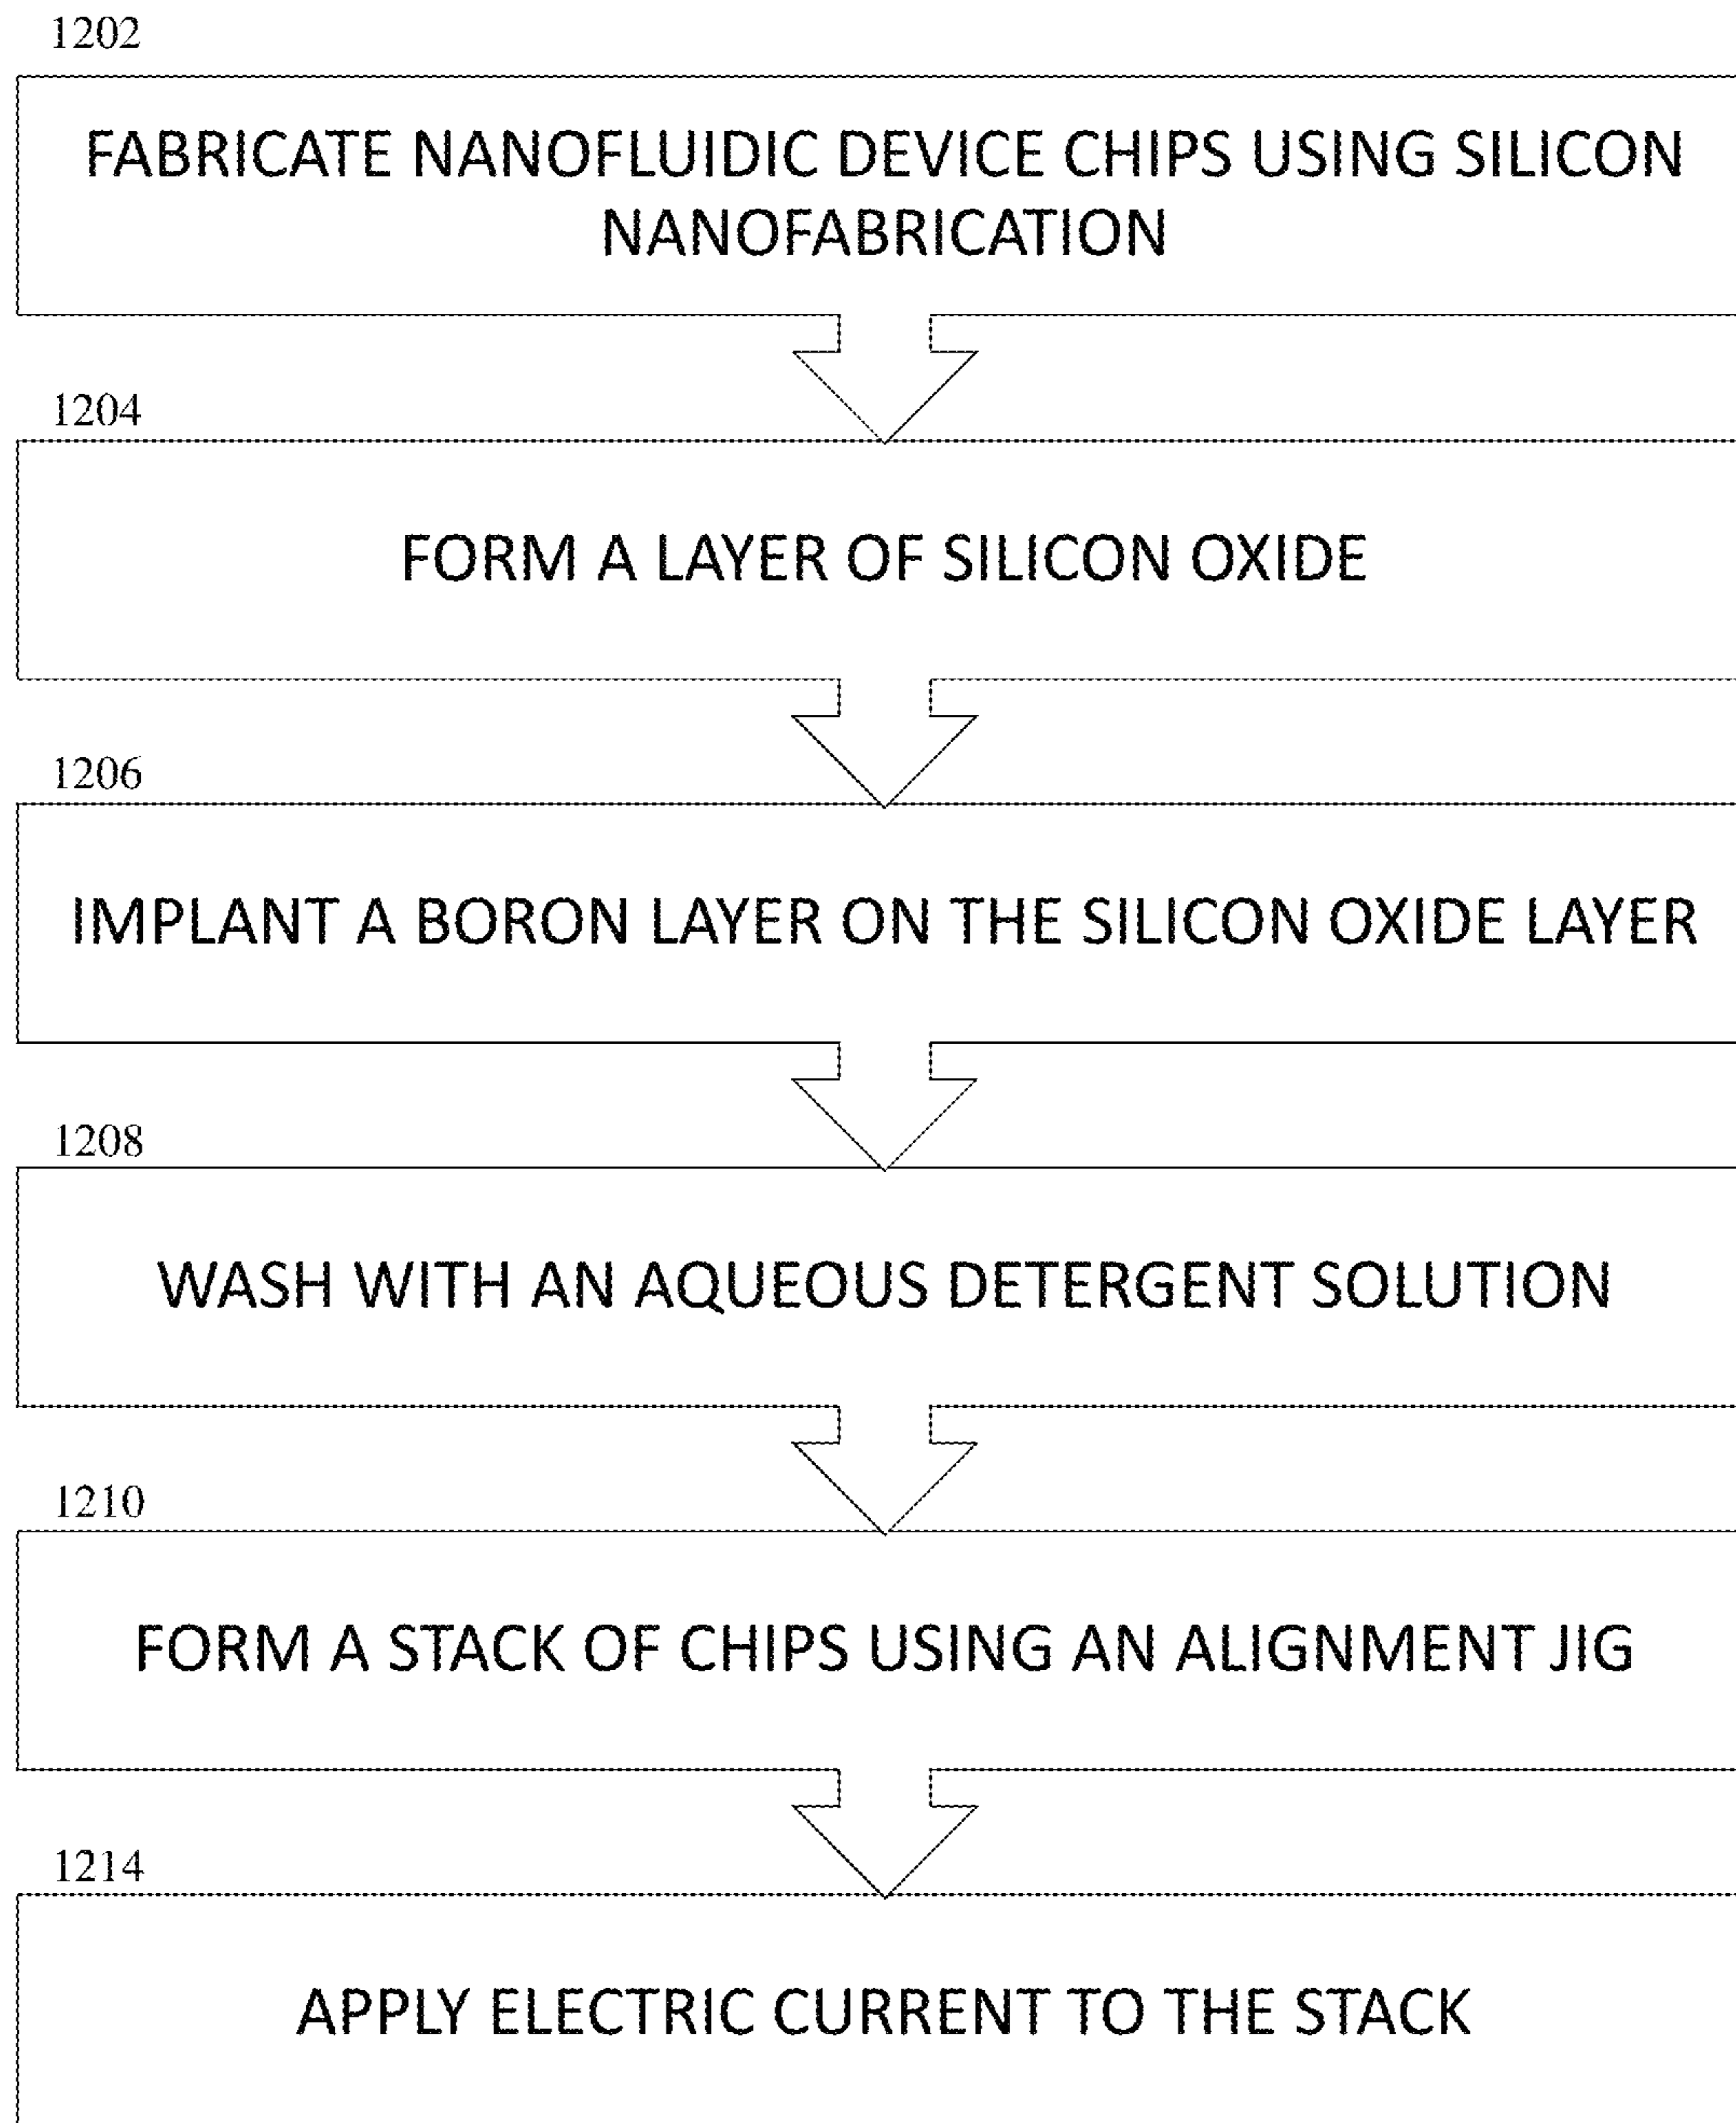 1202
FABRICATE NANOFLUIDIC DEVICE CHIPS USING SILICON
NANOFABRICATION
1204
FORM A LAYER OF SILICON OXIDE
1206
IMPLANT A BORON LAYER ON THE SILICON OXIDE LAYER
1208
WASH WITH AN AQUEOUS DETERGENT SOLUTION
1210
FORM A STACK OF CHIPS USING AN ALIGNMENT JIG
1214
APPLY ELECTRIC CURRENT TO THE STACK